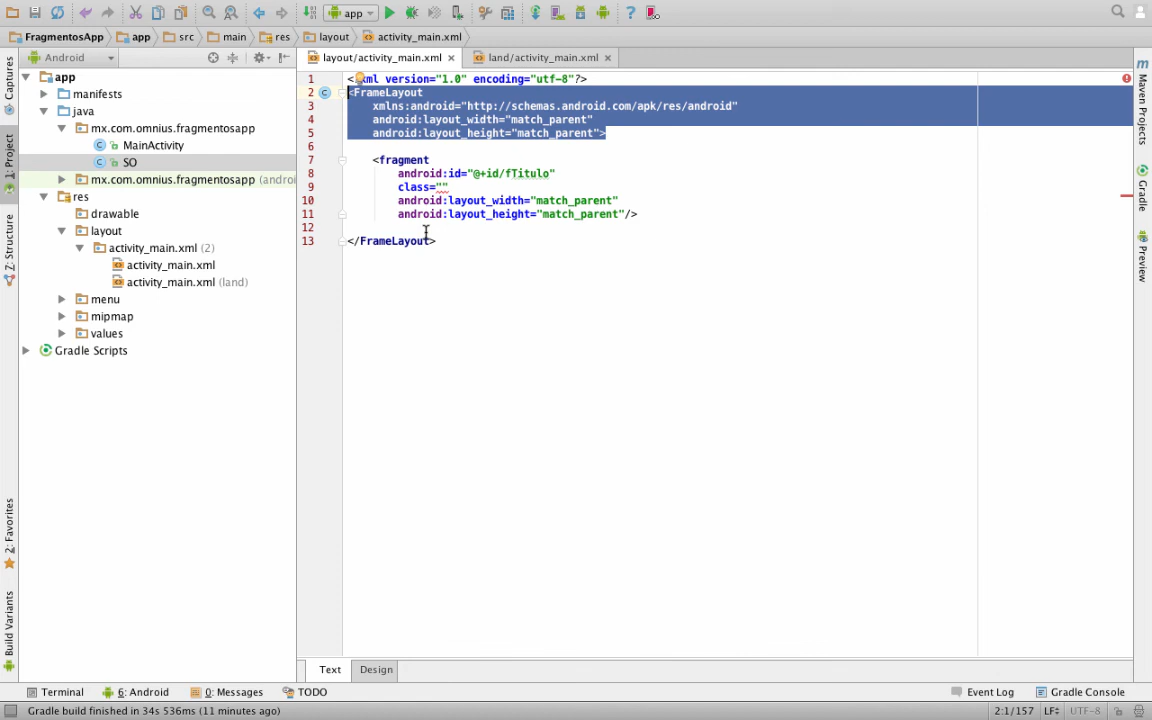 app
FragmentosApp
app
src
main
res
layout
activity_main.xml
Android
layout/activity_main.xml
land/activity_main.xml
Captures
1: Project
Z: Structure
2: Favorites
Build Variants
app
manifests
java
mx.com.omnius.fragmentosapp
MainActivity
SO
mx.com.omnius.fragmentosapp (androi
res
drawable
layout
activity_main.xml (2)
activity_main.xml
activity_main.xml (land)
menu
mipmap
values
Gradle Scripts
1 <?xml version="1.0" encoding="utf-8"?>
2 <FrameLayout
3 xmlns:android="http://schemas.android.com/apk/res/android"
4 android:layout_width="match_parent"
5 android:layout_height="match_parent">
6
7 <fragment
8 android:id="@+id/fTitulo"
9 class=""
10 android:layout_width="match_parent"
11 android:layout_height="match_parent"/>
12
13 </FrameLayout>
Maven Projects
Gradle
Preview
Text
Design
Terminal
6: Android
0: Messages
TODO
Event Log
Gradle Console
Gradle build finished in 34s 536ms (11 minutes ago)
2:1/157
LF
UTF-8